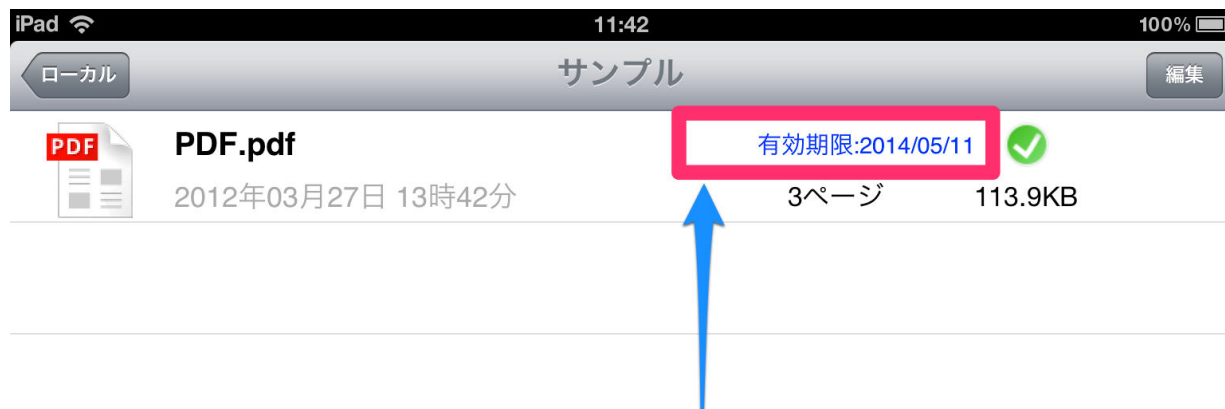 iPad 11:42 100%
ローカル サンプル 編集
PDF PDF.pdf 有効期限:2014/05/11
2012年03月27日 13時42分 3ページ 113.9KB